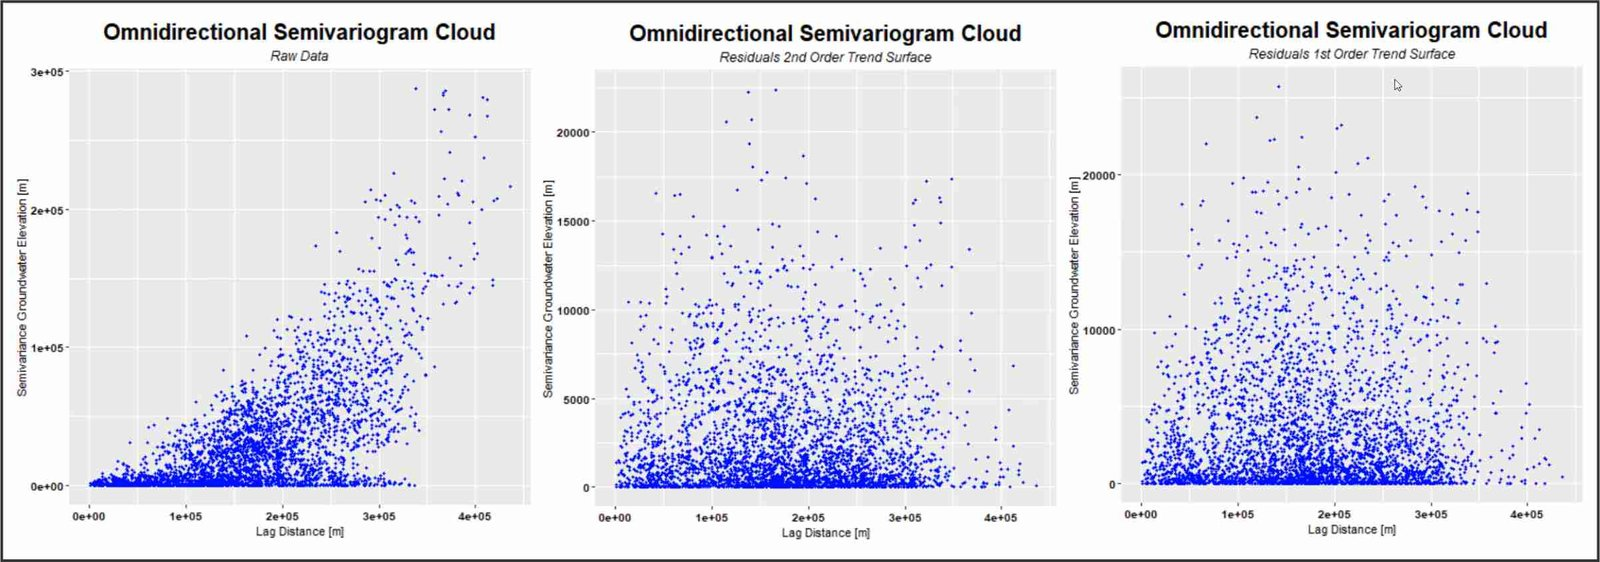 Omnidirectional Semivariogram Cloud
Raw Data
Semivariance Groundwater Elevation [m]
3e+05
2e+05
1e+05
0e+00
0e+00 1e+05 2e+05 3e+05 4e+05
Lag Distance [m]
Omnidirectional Semivariogram Cloud
Residuals 2nd Order Trend Surface
Semivariance Groundwater Elevation [m]
20000
15000
10000
5000
0
0e+00 1e+05 2e+05 3e+05 4e+05
Lag Distance [m]
Omnidirectional Semivariogram Cloud
Residuals 1st Order Trend Surface
Semivariance Groundwater Elevation [m]
20000
10000
0
0e+00 1e+05 2e+05 3e+05 4e+05
Lag Distance [m]